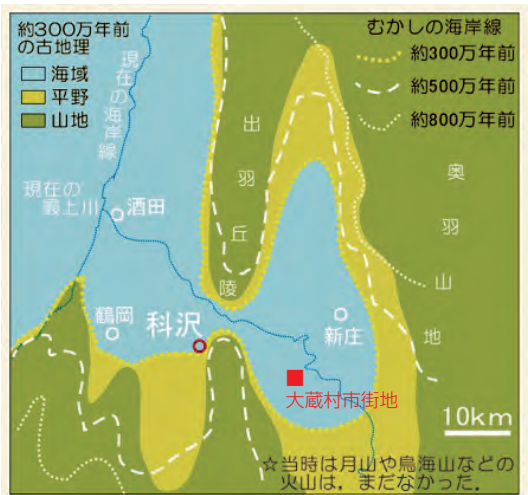 約300万年前
の古地理
海域
平野
山地
むかしの海岸線
約300万年前
約500万年前
約800万年前
現在の海岸線
現在の
最上川
酒田
出羽丘陵
奥羽山地
鶴岡
科沢
新庄
大蔵村市街地
10km
☆当時は月山や鳥海山などの
火山は，まだなかった．